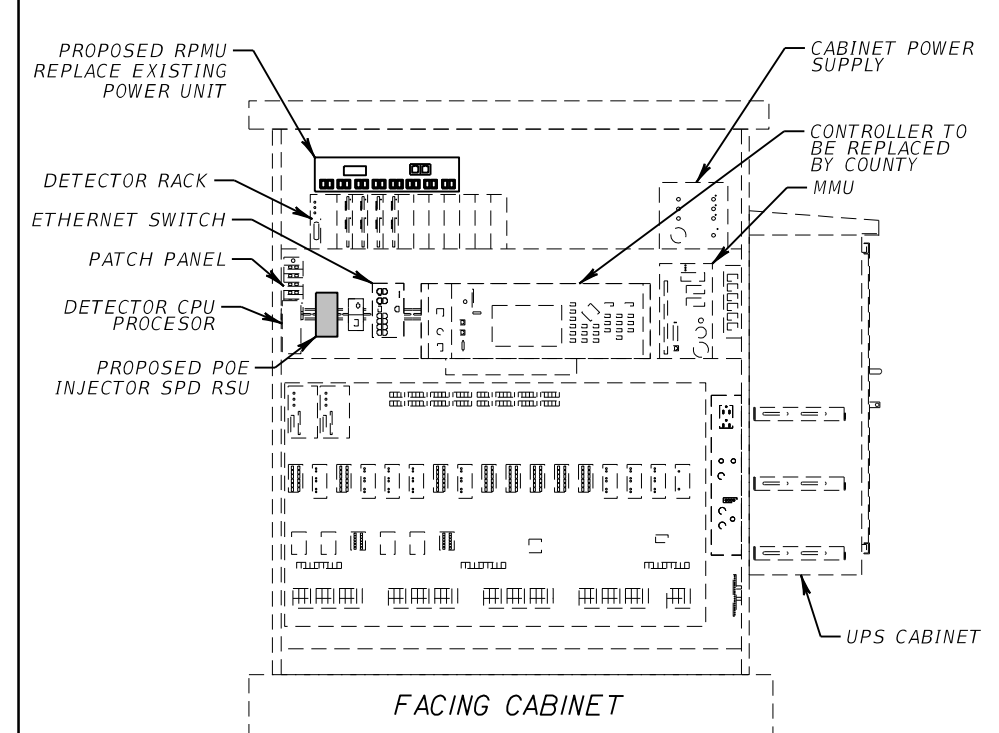 PROPOSED RPMU
REPLACE EXISTING
POWER UNIT
DETECTOR RACK
ETHERNET SWITCH
PATCH PANEL
DETECTOR CPU
PROCESOR
PROPOSED POE
INJECTOR SPD RSU
CABINET POWER
SUPPLY
CONTROLLER TO
BE REPLACED
BY COUNTY
MMU
UPS CABINET
FACING CABINET